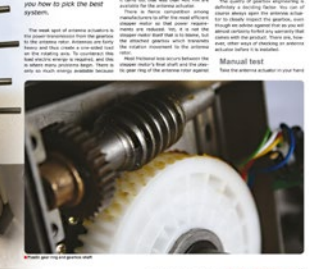 you how to pick the best
system.
The weak spot of antenna actuators is
the power transmission from the gearbox
to the antenna rotor. Antennas are fairly
heavy and thus create a one-sided load
on the rotating axis. To counteract this
load electric energy is required, and this
is where many problems begin. There is
only so much energy available because
available for the antenna actuator.
There is fierce competition among
manufacturers to offer the most efficient
stepper motor so that power require-
ments are reduced. Yet, it is not the
stepper motor itself that is to blame, but
the attached gearbox which transmits
the rotation movement to the antenna
rotor.
Most frictional loss occurs between the
stepper motor's final shaft and the plas-
tic gear ring of the antenna rotor against
The quality of gearbox engineering is
definitely a deciding factor. You can of
course always open the antenna actua-
tor to closely inspect the gearbox, even
though we advise against that as you will
almost certainly forfeit any warranty that
comes with the product. There are, how-
ever, other ways of checking an antenna
actuator before it is installed.
Manual test
Take the antenna actuator in your hand
Plastic gear ring and gearbox shaft